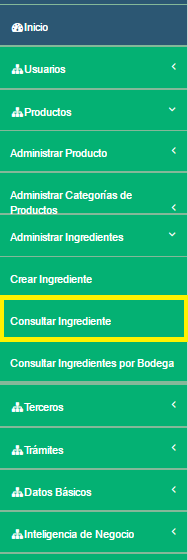 Inicio
Usuarios
Productos
Administrar Producto
Administrar Categorías de
Productos
Administrar Ingredientes
Crear Ingrediente
Consultar Ingrediente
Consultar Ingredientes por Bodega
Terceros
Trámites
Datos Básicos
Inteligencia de Negocio